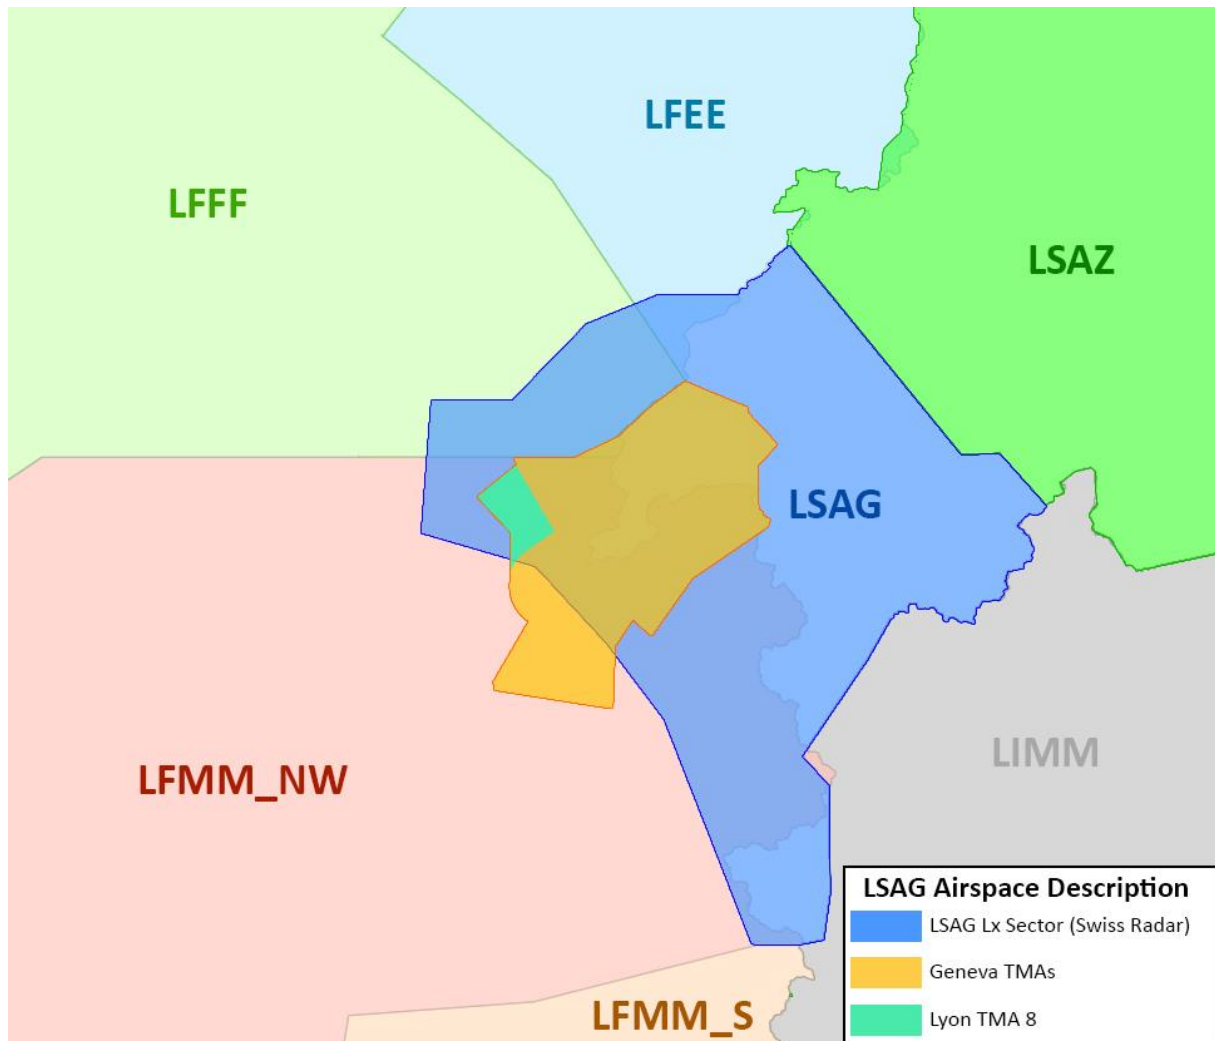 LFEE
LFFF
LSAZ
LSAG
LIMM
LFMM_NW
LFMM_S
LSAG Airspace Description
LSAG Lx Sector (Swiss Radar)
Geneva TMAs
Lyon TMA 8